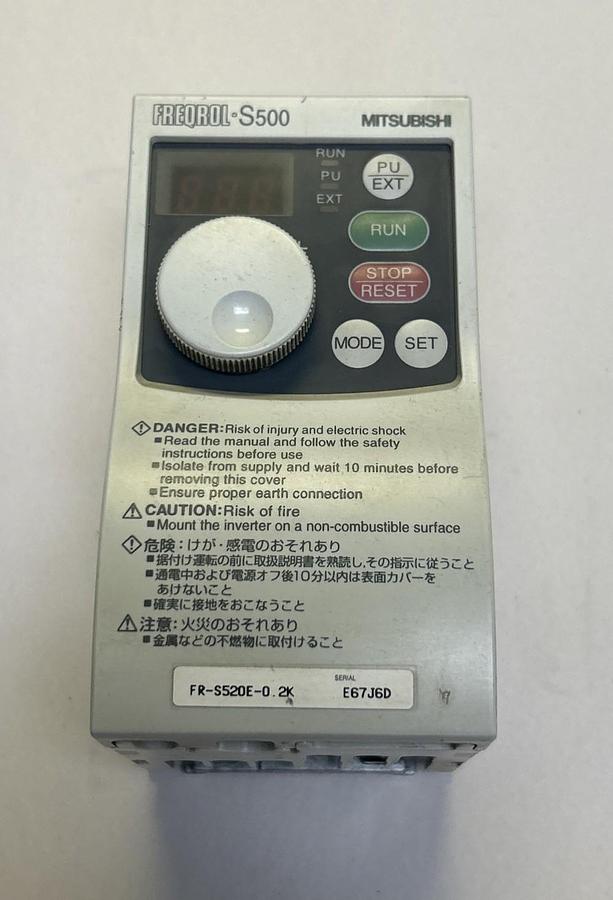 FREQROL-S500 MITSUBISHI
RUN
PU
EXT
PU
EXT
RUN
STOP
RESET
MODE SET
DANGER: Risk of injury and electric shock
■Read the manual and follow the safety
instructions before use
■Isolate from supply and wait 10 minutes before
removing this cover
■Ensure proper earth connection
CAUTION: Risk of fire
■Mount the inverter on a non-combustible surface
危険：けが・感電のおそれあり
■据付け運転の前に取扱説明書を熟読し、その指示に従うこと
■通電中および電源オフ後10分以内は表面カバーを
あけないこと
■確実に接地をおこなうこと
注意：火災のおそれあり
■金属などの不燃物に取付けること
SERIAL
FR-S520E-0.2K E67J6D